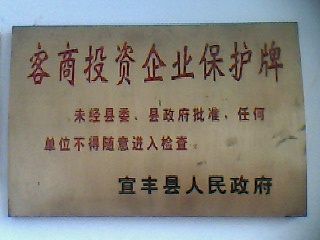 客商投资企业保护牌
未经县委、县政府批准，任何
单位不得随意进入检查。
宜丰县人民政府